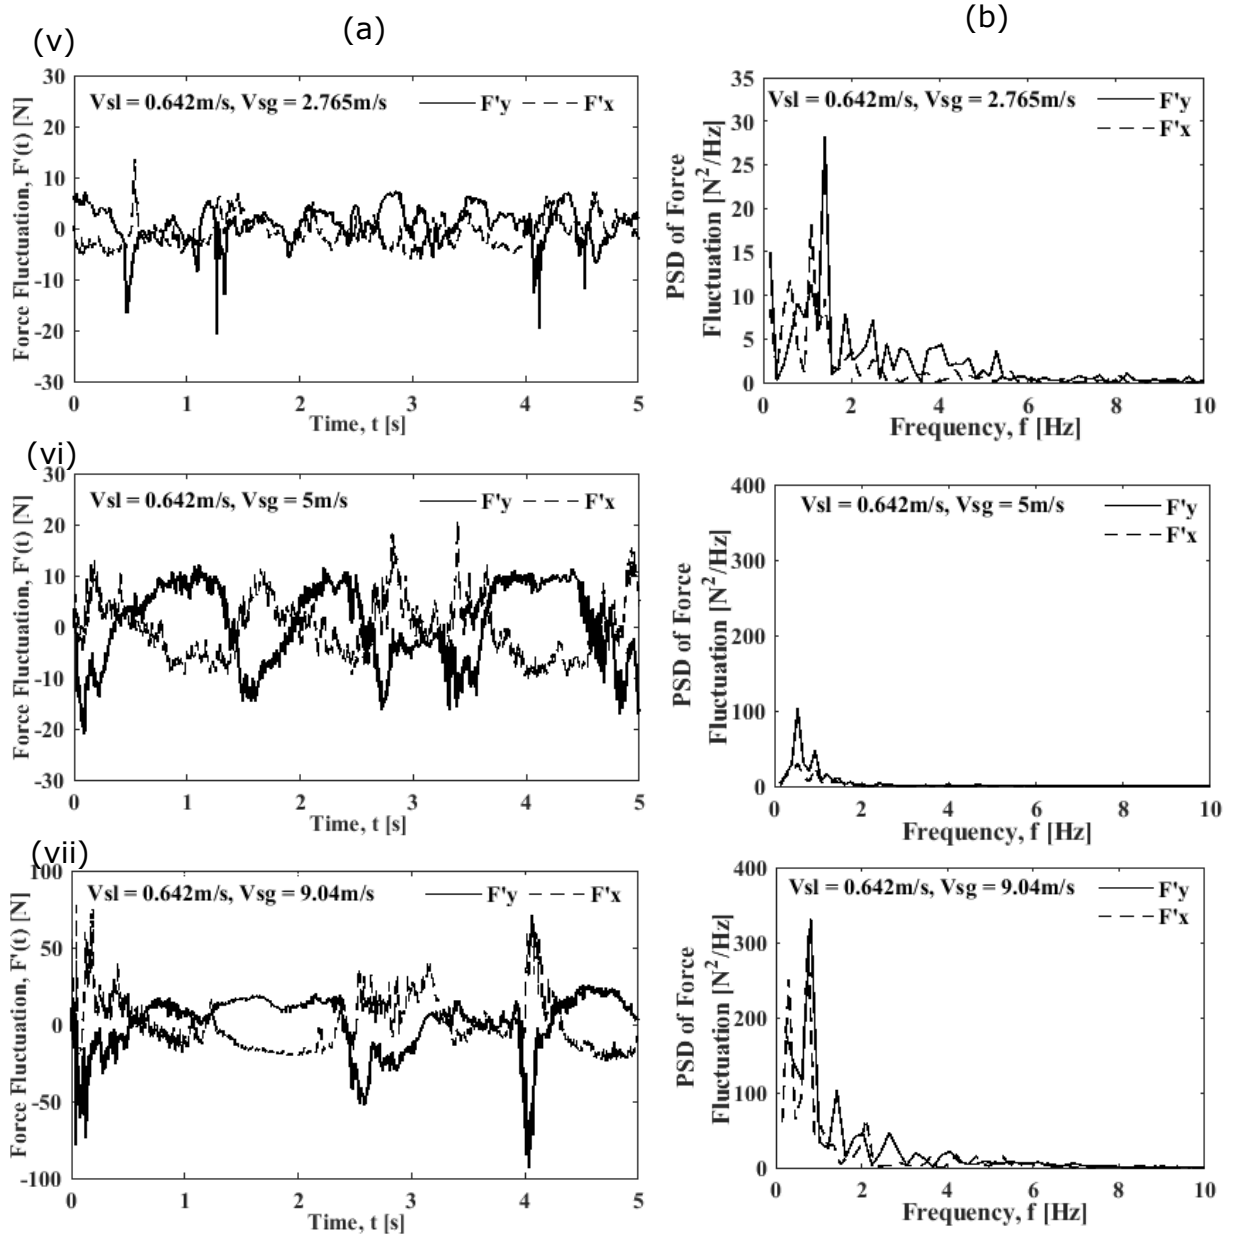 (a)
(b)
(v)
Force Fluctuation, F'(t) [N]
30
20
10
0
-10
-20
-30
Vsl = 0.642m/s, Vsg = 2.765m/s
F'y
F'x
0 1 2 3 4 5
Time, t [s]
PSD of Force
Fluctuation [N²/Hz]
35
30
25
20
15
10
5
0
Vsl = 0.642m/s, Vsg = 2.765m/s
F'y
F'x
0 2 4 6 8 10
Frequency, f [Hz]
(vi)
Force Fluctuation, F'(t) [N]
30
20
10
0
-10
-20
-30
Vsl = 0.642m/s, Vsg = 5m/s
F'y
F'x
0 1 2 3 4 5
Time, t [s]
PSD of Force
Fluctuation [N²/Hz]
400
300
200
100
0
Vsl = 0.642m/s, Vsg = 5m/s
F'y
F'x
0 2 4 6 8 10
Frequency, f [Hz]
(vii)
Force Fluctuation, F'(t) [N]
100
50
0
-50
-100
Vsl = 0.642m/s, Vsg = 9.04m/s
F'y
F'x
0 1 2 3 4 5
Time, t [s]
PSD of Force
Fluctuation [N²/Hz]
400
300
200
100
0
Vsl = 0.642m/s, Vsg = 9.04m/s
F'y
F'x
0 2 4 6 8 10
Frequency, f [Hz]